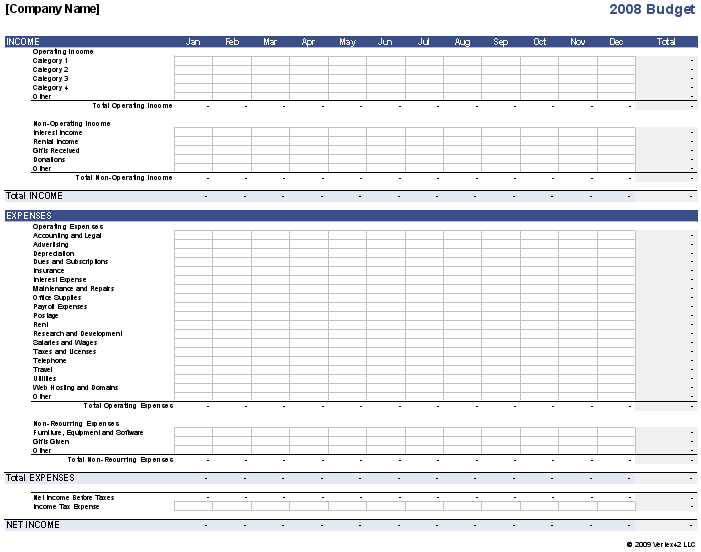 [Company Name] 2008 Budget
INCOME Jan Feb Mar Apr May Jun Jul Aug Sep Oct Nov Dec Total
Operating Income
Category 1 -
Category 2 -
Category 3 -
Category 4 -
Other -
Total Operating Income - - - - - - - - - - - - -
Non-Operating Income
Interest Income -
Rental Income -
Gifts Received -
Donations -
Other -
Total Non-Operating Income - - - - - - - - - - - - -
Total INCOME - - - - - - - - - - - - -
EXPENSES
Operating Expenses
Accounting and Legal -
Advertising -
Depreciation -
Dues and Subscriptions -
Insurance -
Interest Expense -
Maintenance and Repairs -
Office Supplies -
Payroll Expenses -
Postage -
Rent -
Research and Development -
Salaries and Wages -
Taxes and Licenses -
Telephone -
Travel -
Utilities -
Web Hosting and Domains -
Other -
Total Operating Expenses - - - - - - - - - - - - -
Non-Recurring Expenses
Furniture, Equipment and Software -
Gifts Given -
Other -
Total Non-Recurring Expenses - - - - - - - - - - - - -
Total EXPENSES - - - - - - - - - - - - -
Net Income Before Taxes - - - - - - - - - - - - -
Income Tax Expense -
NET INCOME - - - - - - - - - - - - -
© 2009 Vertex42 LLC